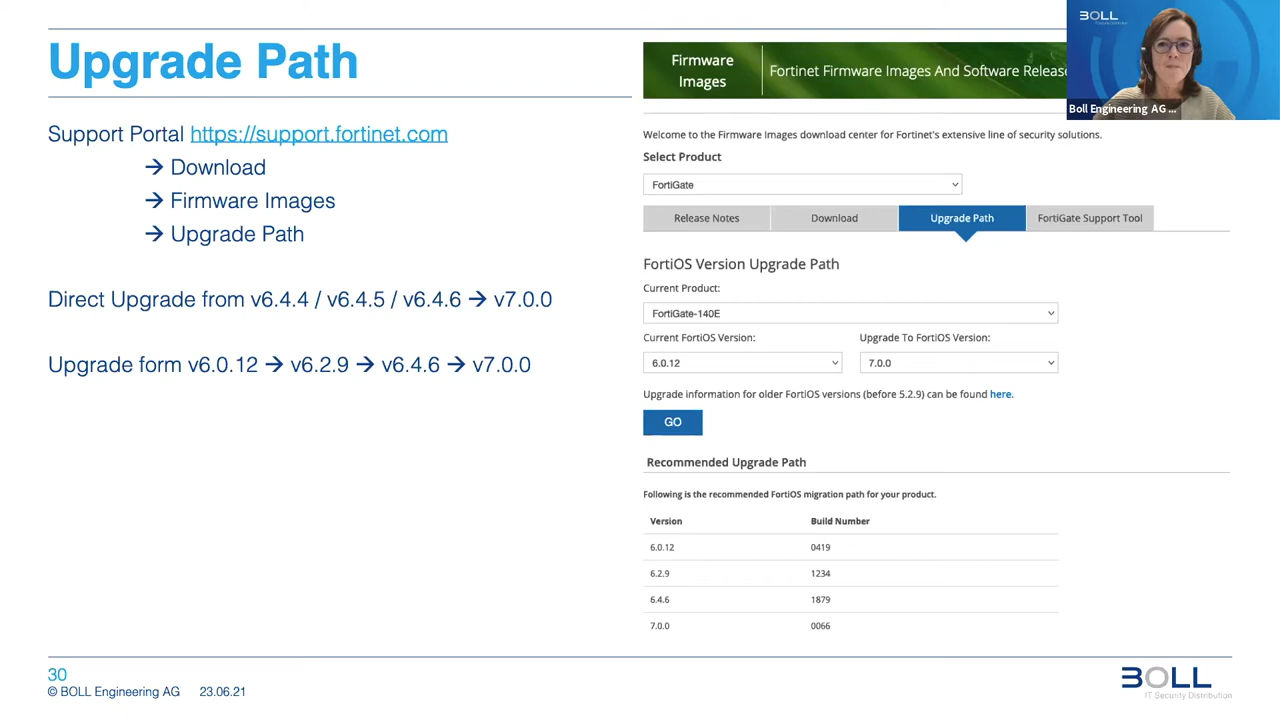 Upgrade Path
Support Portal https://support.fortinet.com
→ Download
→ Firmware Images
→ Upgrade Path
Direct Upgrade from v6.4.4 / v6.4.5 / v6.4.6 → v7.0.0
Upgrade form v6.0.12 → v6.2.9 → v6.4.6 → v7.0.0
Firmware Images
Fortinet Firmware Images And Software Release
BOLL
Boll Engineering AG ...
Welcome to the Firmware Images download center for Fortinet's extensive line of security solutions.
Select Product
FortiGate
Release Notes Download Upgrade Path FortiGate Support Tool
FortiOS Version Upgrade Path
Current Product:
FortiGate-140E
Current FortiOS Version: Upgrade To FortiOS Version:
6.0.12 7.0.0
Upgrade information for older FortiOS versions (before 5.2.9) can be found here.
GO
Recommended Upgrade Path
Following is the recommended FortiOS migration path for your product.
Version Build Number
6.0.12 0419
6.2.9 1234
6.4.6 1879
7.0.0 0066
30
© BOLL Engineering AG 23.06.21
BOLL
IT Security Distribution